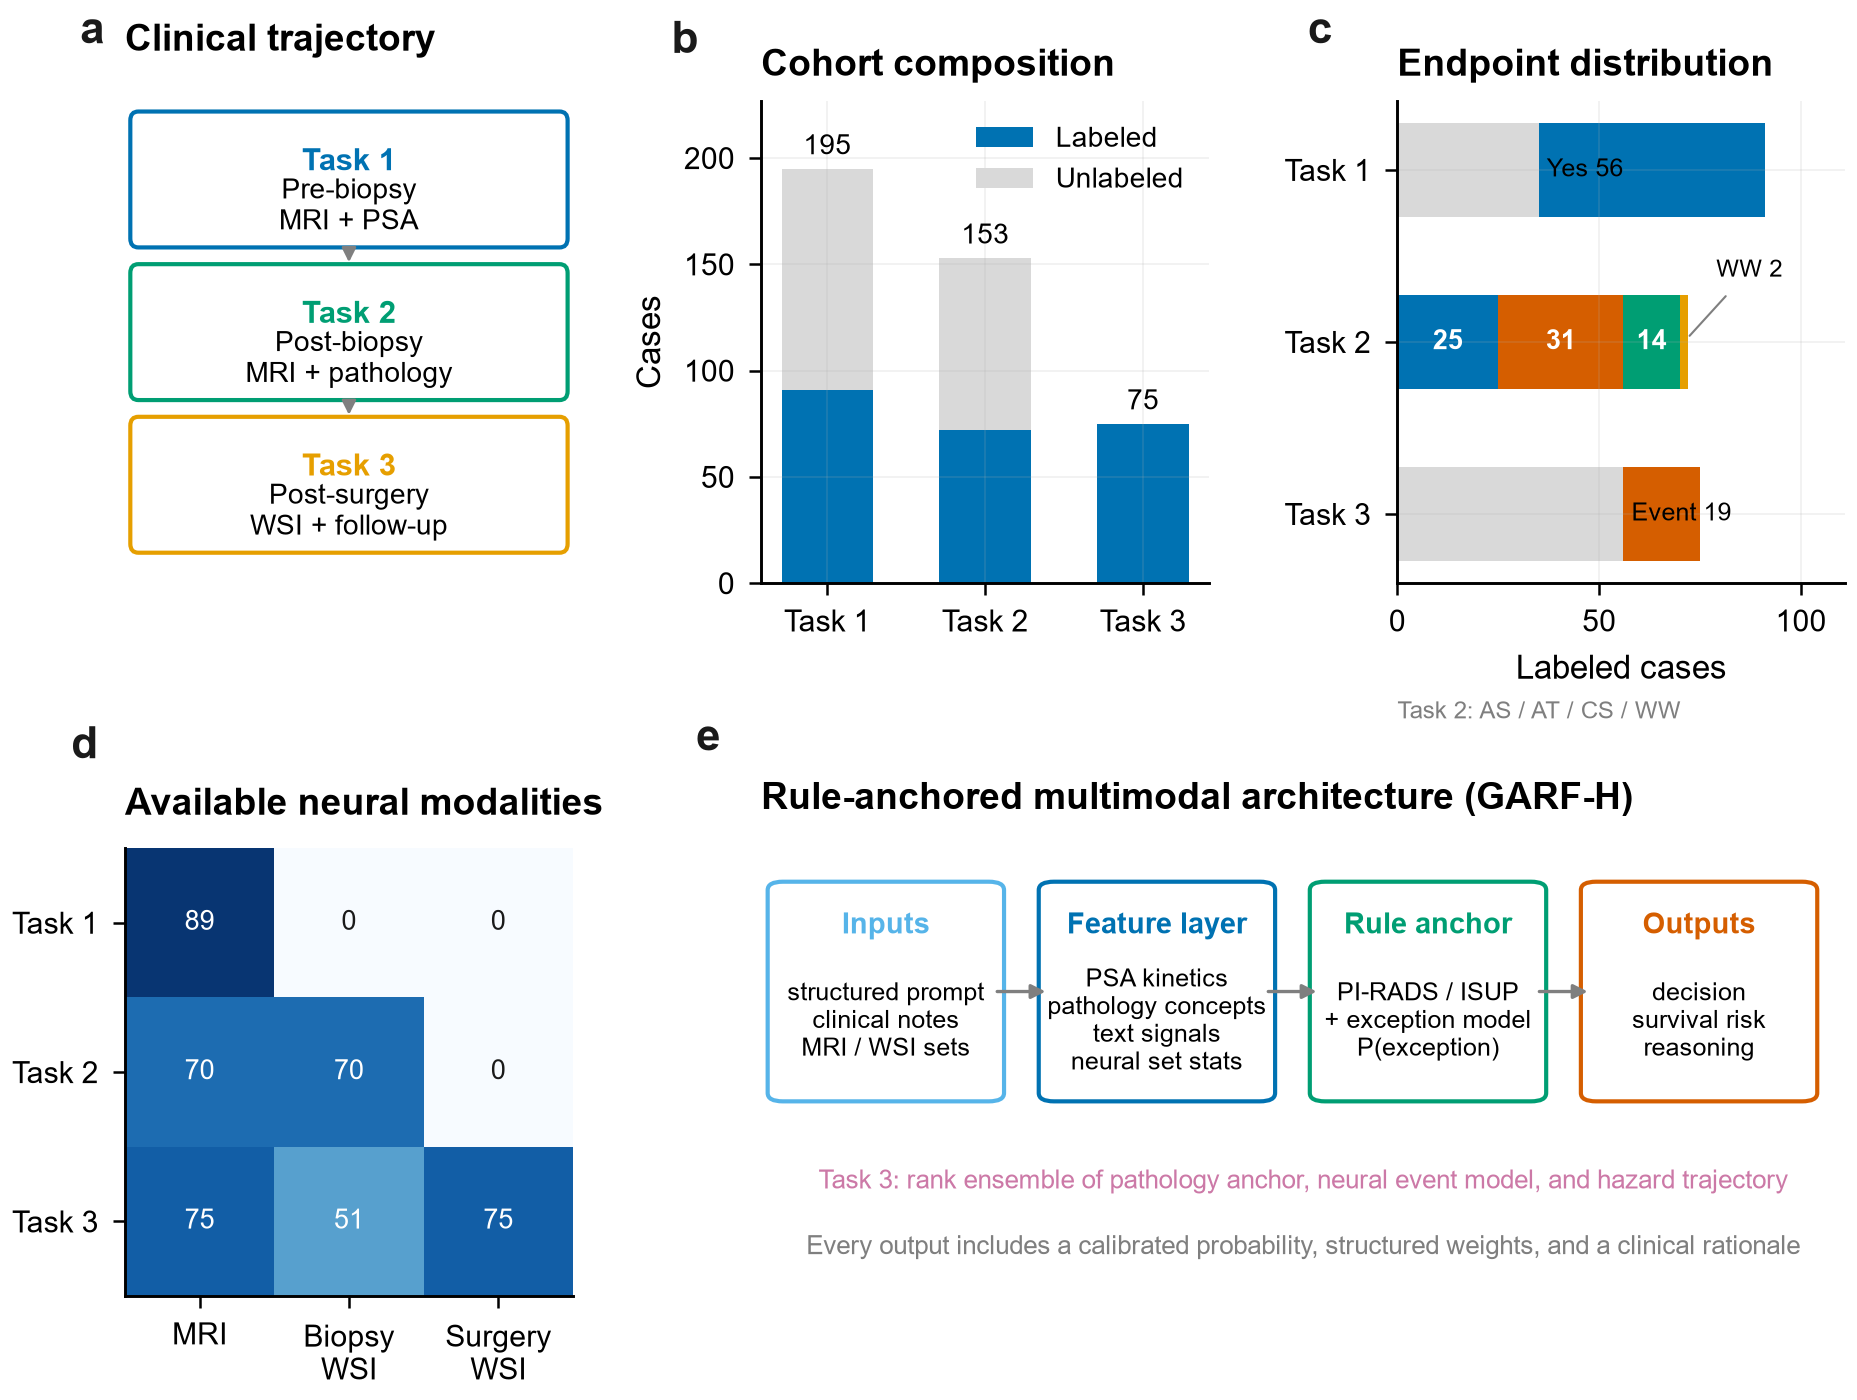 a
Clinical trajectory
Task 1
Pre-biopsy
MRI + PSA
Task 2
Post-biopsy
MRI + pathology
Task 3
Post-surgery
WSI + follow-up
b
Cohort composition
Labeled
Unlabeled
195
153
75
Cases
200
150
100
50
0
Task 1
Task 2
Task 3
c
Endpoint distribution
Task 1
Yes 56
WW 2
Task 2
25
31
14
Task 3
Event 19
0
50
100
Labeled cases
Task 2: AS / AT / CS / WW
d
Available neural modalities
Task 1
89
0
0
Task 2
70
70
0
Task 3
75
51
75
MRI
Biopsy
WSI
Surgery
WSI
e
Rule-anchored multimodal architecture (GARF-H)
Inputs
structured prompt
clinical notes
MRI / WSI sets
Feature layer
PSA kinetics
pathology concepts
text signals
neural set stats
Rule anchor
PI-RADS / ISUP
+ exception model
P(exception)
Outputs
decision
survival risk
reasoning
Task 3: rank ensemble of pathology anchor, neural event model, and hazard trajectory
Every output includes a calibrated probability, structured weights, and a clinical rationale